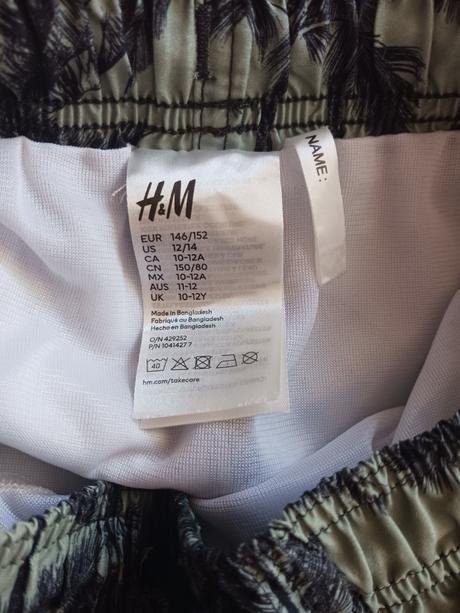 H&M
NAME:
EUR 146/152
US 12/14
CA 10-12A
CN 150/80
MX 10-12A
AUS 11-12
UK 10-12Y
Made in Bangladesh
Fabriqué au Bangladesh
Hecho en Bangladesh
O/N 429252
P/N 1041427 7
40
hm.com/takecare